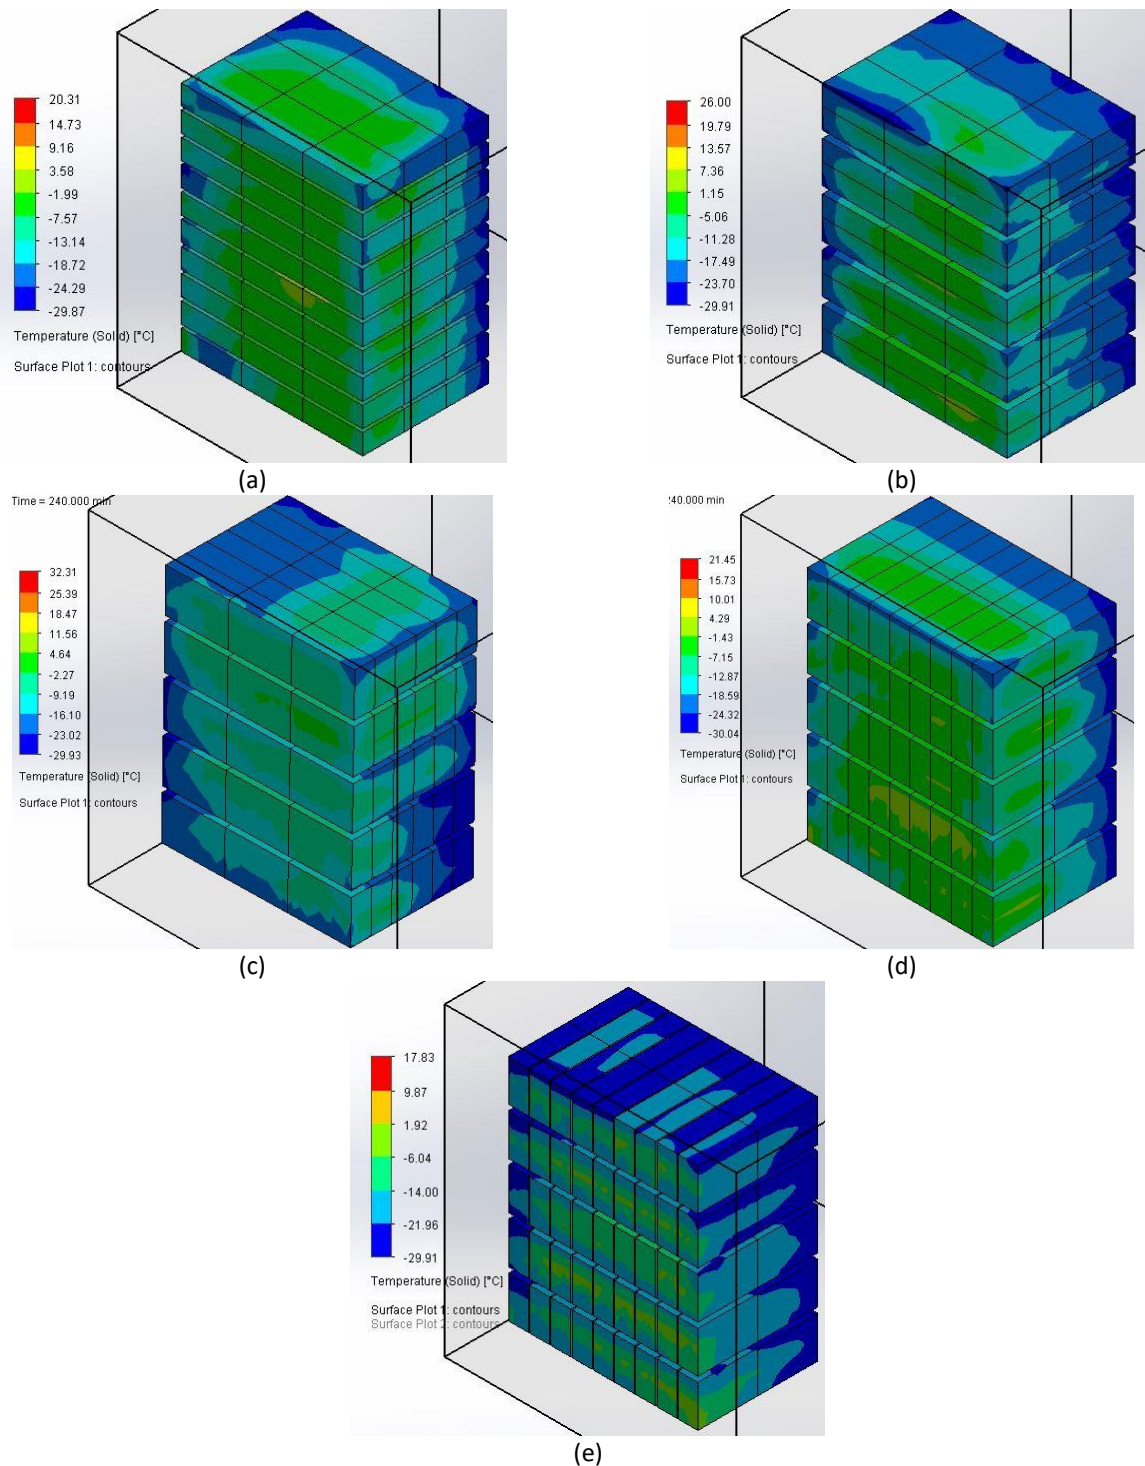 20.31
14.73
9.16
3.58
-1.99
-7.57
-13.14
-18.72
-24.29
-29.87
Temperature (Solid) [°C]
Surface Plot 1: contours
(a)
26.00
19.79
13.57
7.36
1.15
-5.06
-11.28
-17.49
-23.70
-29.91
Temperature (Solid) [°C]
Surface Plot 1: contours
(b)
Time = 240.000 min
32.31
25.39
18.47
11.56
4.64
-2.27
-9.19
-16.10
-23.02
-29.93
Temperature (Solid) [°C]
Surface Plot 1: contours
(c)
240.000 min
21.45
15.73
10.01
4.29
-1.43
-7.15
-12.87
-18.59
-24.32
-30.04
Temperature (Solid) [°C]
Surface Plot 1: contours
(d)
17.83
9.87
1.92
-6.04
-14.00
-21.96
-29.91
Temperature (Solid) [°C]
Surface Plot 1: contours
Surface Plot 2: contours
(e)